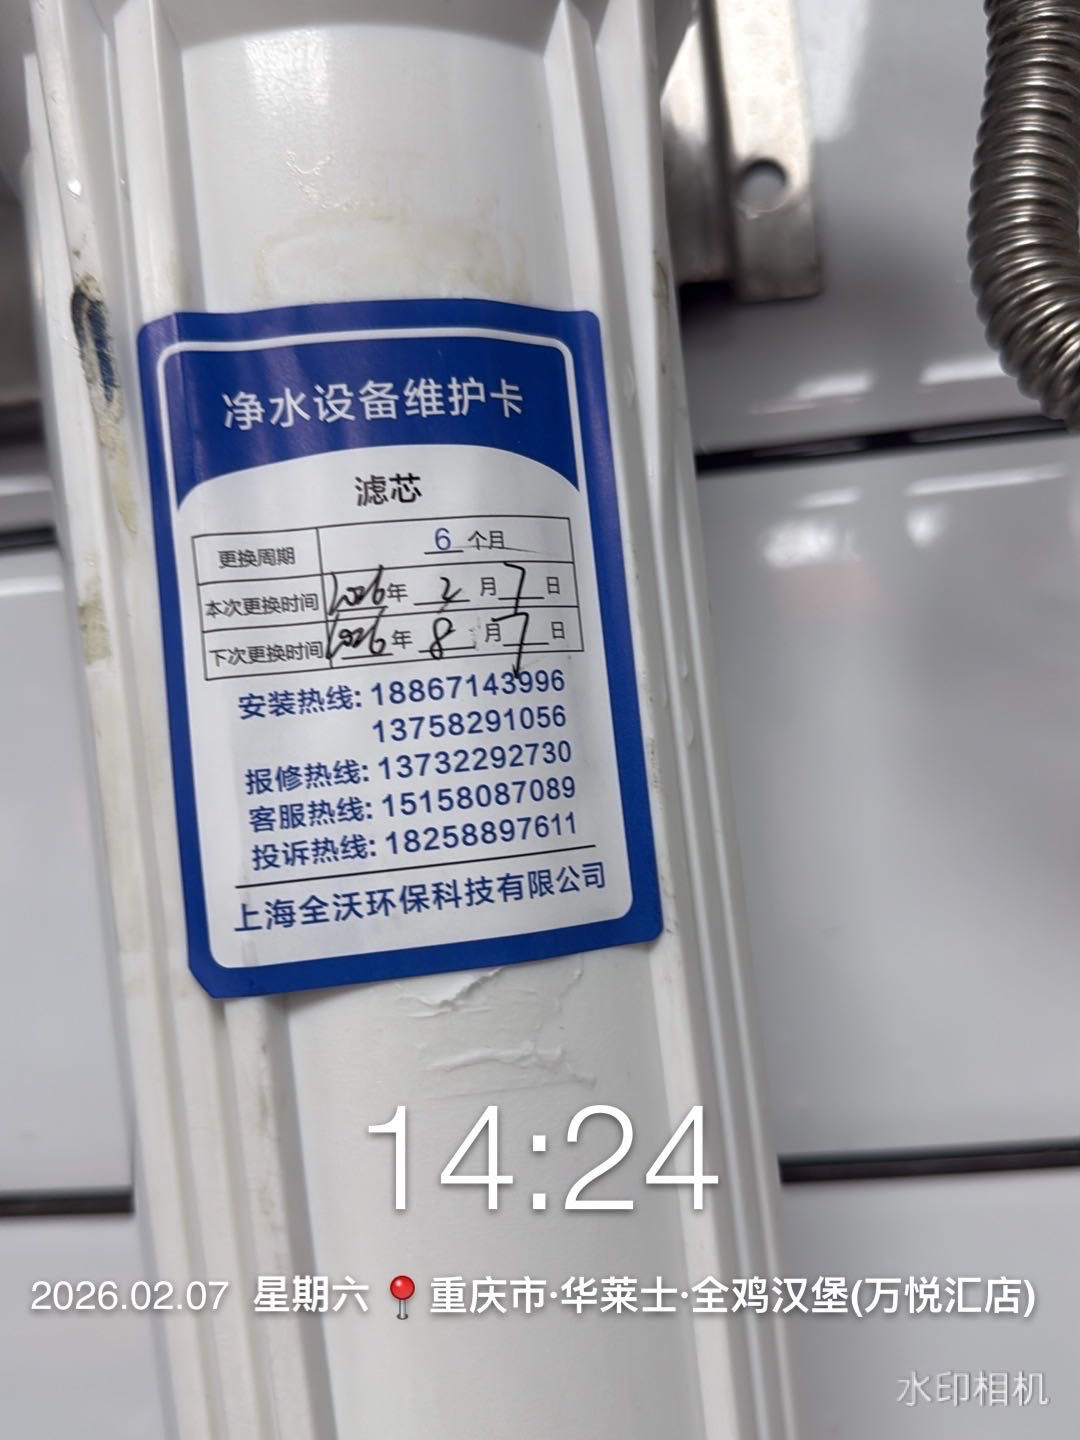 净水设备维护卡
滤芯
更换周期 6 个月
本次更换时间 2026年 2 月 7 日
下次更换时间 2026年 8 月 7 日
安装热线: 18867143996
13758291056
报修热线: 13732292730
客服热线: 15158087089
投诉热线: 18258897611
上海全沃环保科技有限公司
14:24
2026.02.07 星期六 📍重庆市·华莱士·全鸡汉堡(万悦汇店)
水印相机